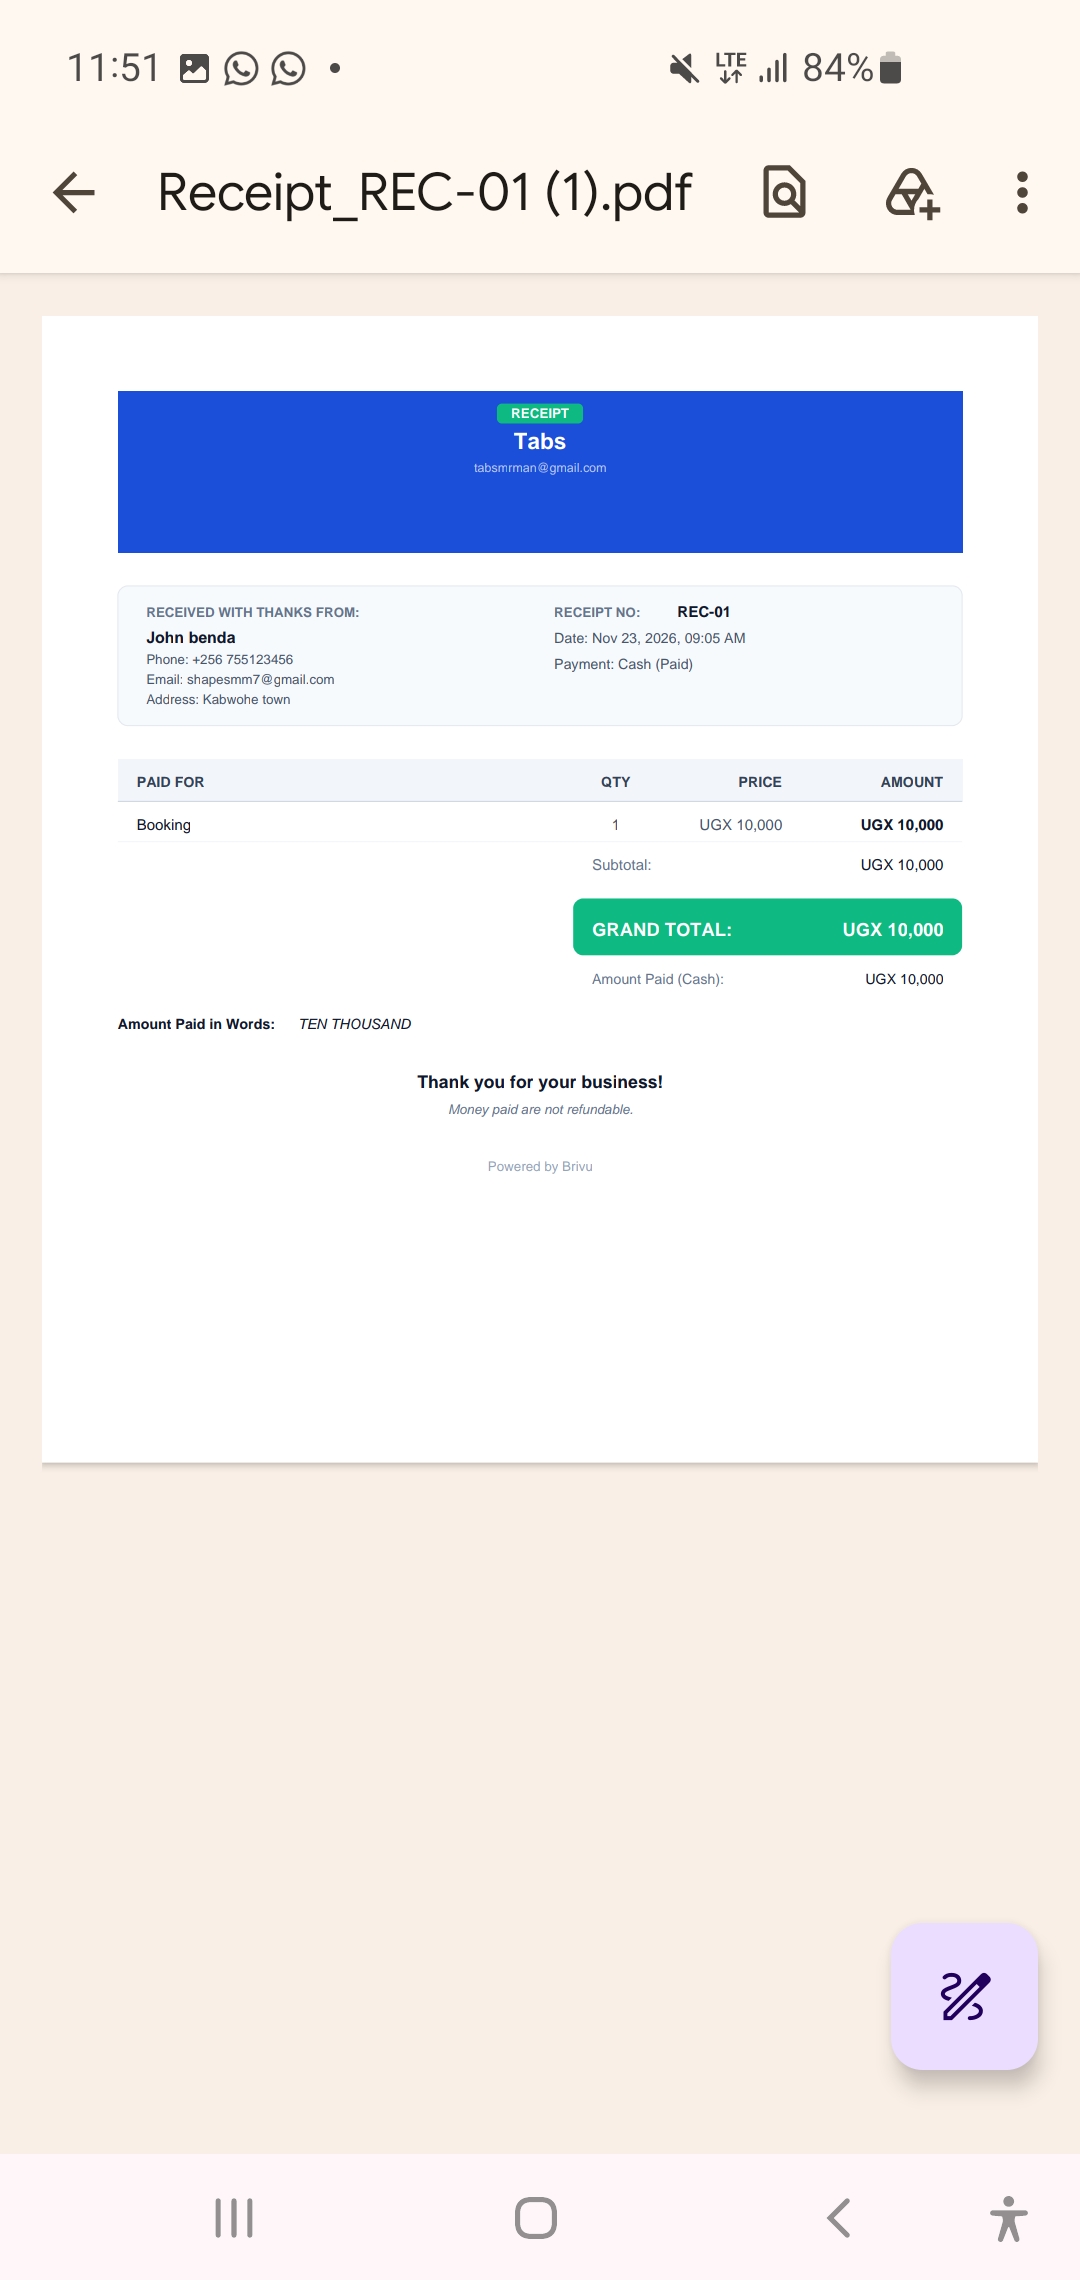 11:51 LTE 84%
Receipt_REC-01 (1).pdf
RECEIPT
Tabs
tabsmrman@gmail.com
RECEIVED WITH THANKS FROM:
John benda
Phone: +256 755123456
Email: shapesmm7@gmail.com
Address: Kabwohe town
RECEIPT NO: REC-01
Date: Nov 23, 2026, 09:05 AM
Payment: Cash (Paid)
PAID FOR QTY PRICE AMOUNT
Booking 1 UGX 10,000 UGX 10,000
Subtotal: UGX 10,000
GRAND TOTAL: UGX 10,000
Amount Paid (Cash): UGX 10,000
Amount Paid in Words: TEN THOUSAND
Thank you for your business!
Money paid are not refundable.
Powered by Brivu